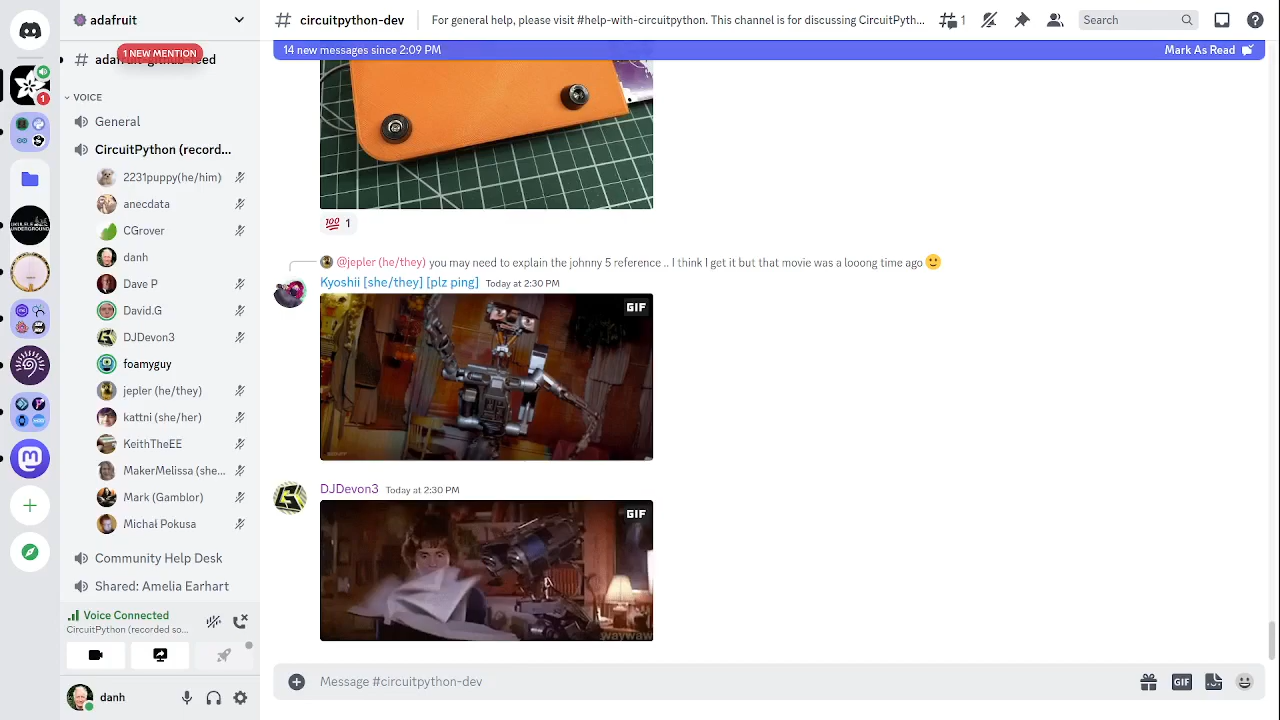 adafruit
circuitpython-dev
For general help, please visit #help-with-circuitpython. This channel is for discussing CircuitPyth...
1
Search
1 NEW MENTION
14 new messages since 2:09 PM
Mark As Read
VOICE
General
CircuitPython (record...
2231puppy(he/him)
anecdata
CGrover
danh
Dave P
David.G
DJDevon3
foamyguy
jepler (he/they)
kattni (she/her)
KeithTheEE
MakerMelissa (she...
Mark (Gamblor)
Michał Pokusa
Community Help Desk
Shared: Amelia Earhart
Voice Connected
CircuitPython (recorded so...
danh
1
100 1
@jepler (he/they) you may need to explain the johnny 5 reference .. I think I get it but that movie was a looong time ago
Kyoshii [she/they] [plz ping] Today at 2:30 PM
GIF
DJDevon3 Today at 2:30 PM
GIF
Message #circuitpython-dev
GIF